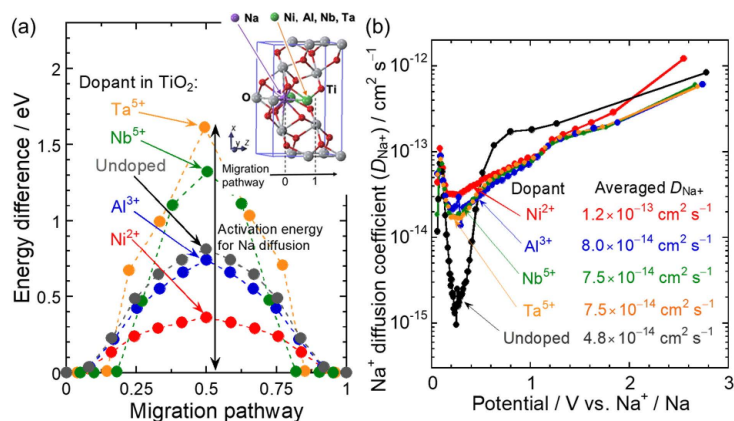 (a)
Na
Ni, Al, Nb, Ta
Dopant in TiO₂:
Ta⁵⁺
Nb⁵⁺
Undoped
Al³⁺
Ni²⁺
O
Ti
x
y
z
Migration
pathway
0
1
Activation energy
for Na diffusion
Energy difference / eV
2
1.5
1
0.5
0
0
0.25
0.5
0.75
1
Migration pathway
(b)
Na⁺ diffusion coefficient (D_Na+) / cm² s⁻¹
10⁻¹²
10⁻¹³
10⁻¹⁴
10⁻¹⁵
Dopant Averaged D_Na+
Ni²⁺ 1.2×10⁻¹³ cm² s⁻¹
Al³⁺ 8.0×10⁻¹⁴ cm² s⁻¹
Nb⁵⁺ 7.5×10⁻¹⁴ cm² s⁻¹
Ta⁵⁺ 7.5×10⁻¹⁴ cm² s⁻¹
Undoped 4.8×10⁻¹⁴ cm² s⁻¹
0
1
2
3
Potential / V vs. Na⁺ / Na